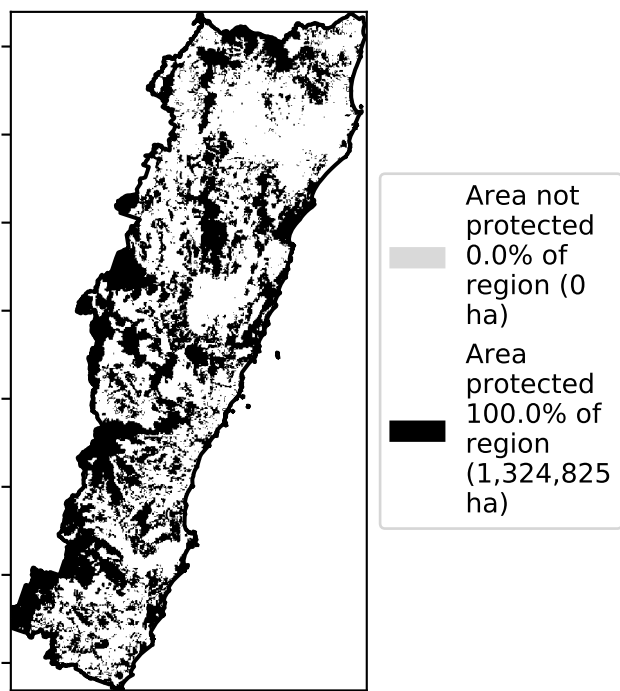 Area not
protected
0.0% of
region (0
ha)
Area
protected
100.0% of
region
(1,324,825
ha)